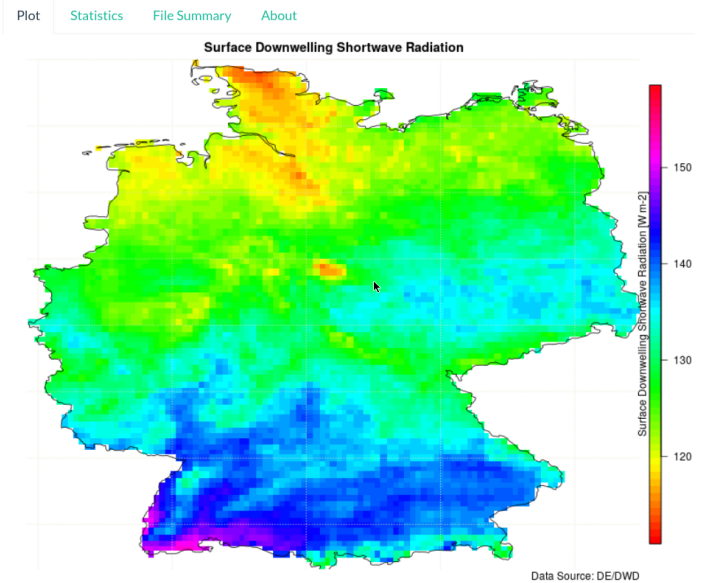 Plot Statistics File Summary About
Surface Downwelling Shortwave Radiation
150
140
130
120
Surface Downwelling Shortwave Radiation [W m-2]
Data Source: DE/DWD